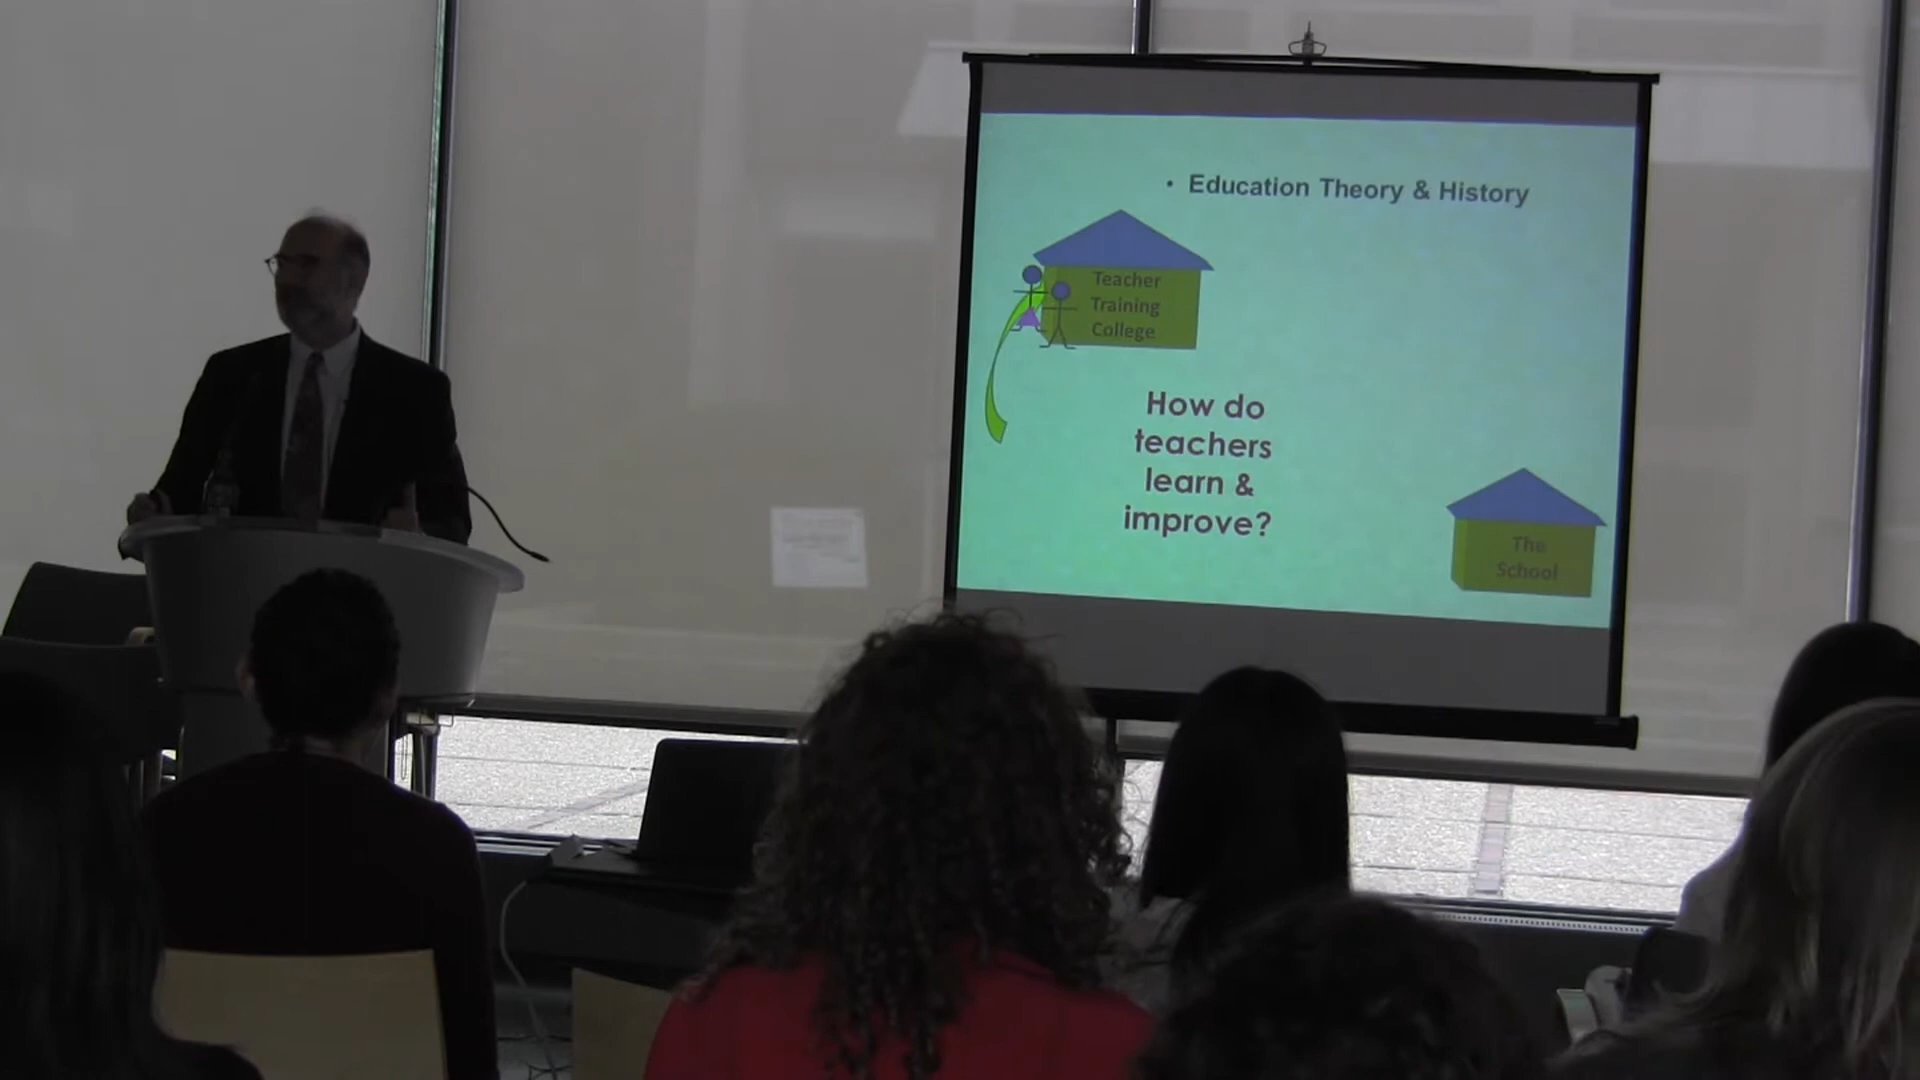 • Education Theory & History
Teacher
Training
College
How do
teachers
learn &
improve?
The
School